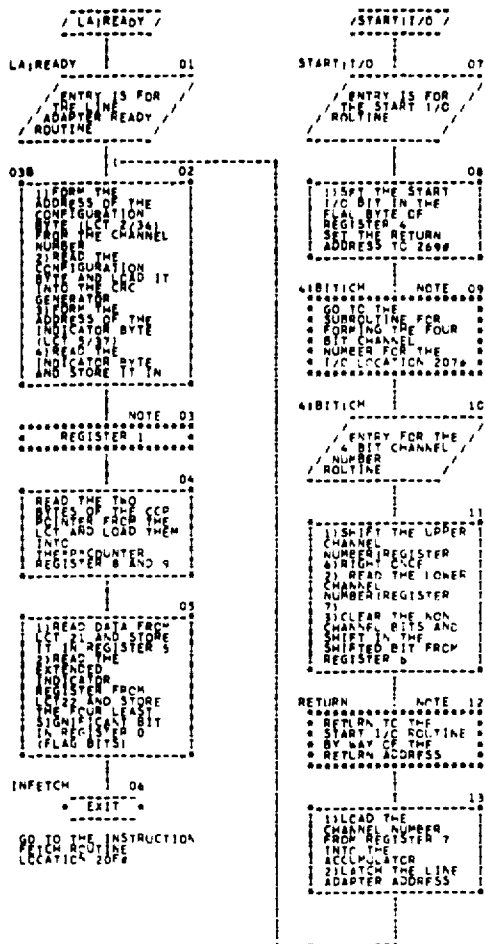 / LA¦READY /
LA¦READY 01
ENTRY IS FOR
THE LINE
ADAPTER READY
ROUTINE
03B 02
1)FORM THE
ADDRESS OF THE
CONFIGURATION
BYTE (LCT 2/34)
FROM THE CHANNEL
NUMBER
2)READ THE
CONFIGURATION
BYTE AND LOAD IT
INTO THE CRC
GENERATOR
3)FORM THE
ADDRESS OF THE
INDICATOR BYTE
(LCT 5/37)
4)READ THE
INDICATOR BYTE
AND STORE IT IN
NOTE 03
REGISTER 1
04
READ THE TWO
BYTES OF THE CCP
POINTER FROM THE
LCT AND LOAD THEM
INTO
COUNTER
REGISTER 8 AND 9
05
1)READ DATA FROM
LCT 21 AND STORE
IT IN REGISTER 5
2)READ THE
EXTENDED
INDICATOR
REGISTER FROM
LCT22 AND STORE
THE FOUR LEAST
SIGNIFICANT BIT
IN REGISTER 0
(FLAG BITS)
INFETCH 06
EXIT
GO TO THE INSTRUCTION
FETCH ROUTINE
LOCATION 20F#
/START¦I/O /
START¦I/O 07
ENTRY IS FOR
THE START I/O
ROUTINE
08
1)SET THE START
I/O BIT IN THE
FLAG BYTE OF
REGISTER 4
SET THE RETURN
ADDRESS TO 269#
4¦BIT¦CH NOTE 09
GO TO THE
SUBROUTINE FOR
FORMING THE FOUR
BIT CHANNEL
NUMBER FOR THE
I/O LOCATION 207#
4¦BIT¦CH 10
ENTRY FOR THE
4 BIT CHANNEL
NUMBER
ROUTINE
11
1)SHIFT THE UPPER
CHANNEL
NUMBER(REGISTER
6)RIGHT ONCE
2) READ THE LOWER
CHANNEL
NUMBER(REGISTER
7)
3)CLEAR THE NON
CHANNEL BITS AND
SHIFT IN THE
SHIFTED BIT FROM
REGISTER 6
RETURN NOTE 12
RETURN TO THE
START I/O ROUTINE
BY WAY OF THE
RETURN ADDRESS
13
1)LOAD THE
CHANNEL NUMBER
FROM REGISTER 7
INTO THE
ACCUMULATOR
2)LATCH THE LINE
ADAPTER ADDRESS